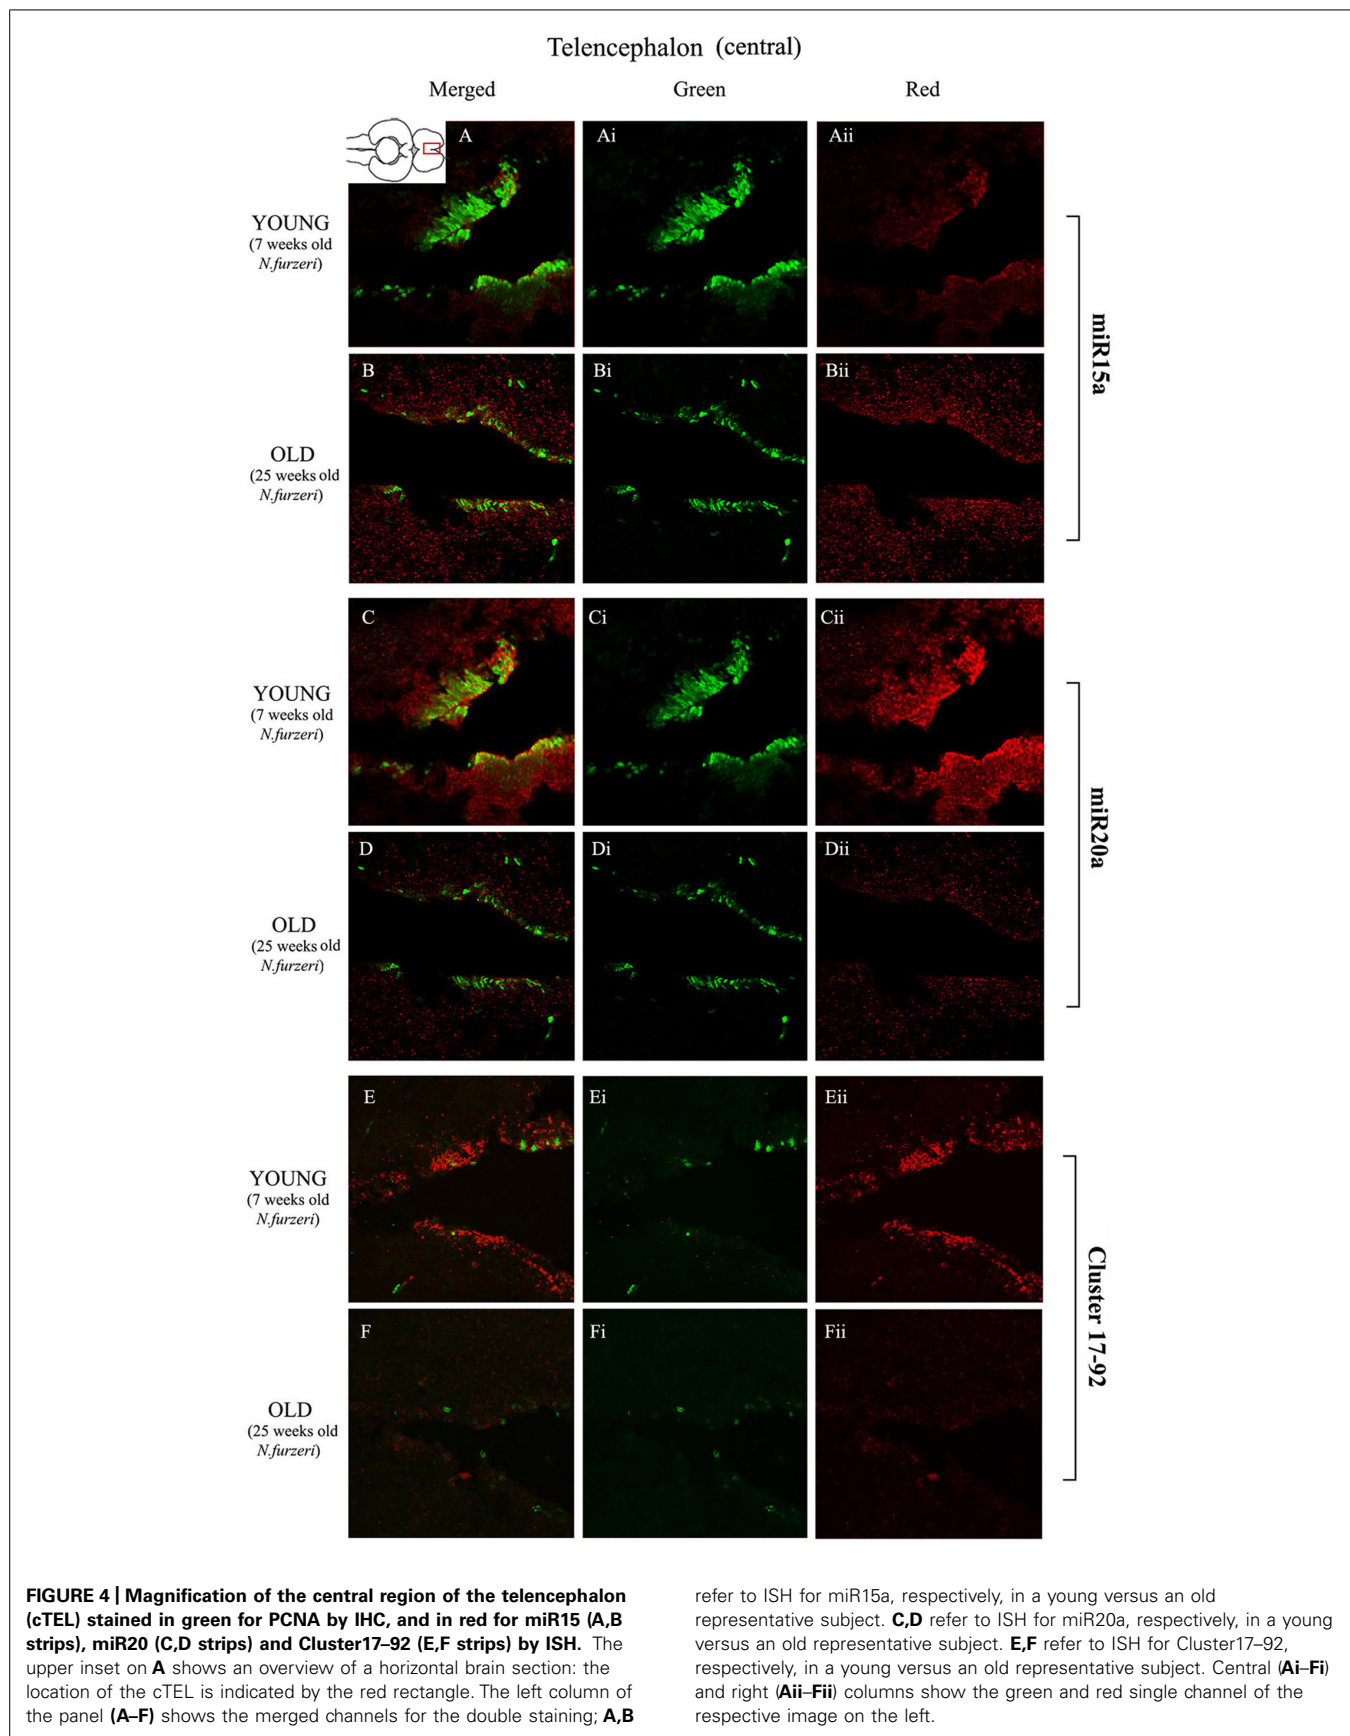 Telencephalon (central)
Merged
Green
Red
A
Ai
Aii
YOUNG
(7 weeks old
N.furzeri)
B
Bi
Bii
OLD
(25 weeks old
N.furzeri)
miR15a
C
Ci
Cii
YOUNG
(7 weeks old
N.furzeri)
D
Di
Dii
OLD
(25 weeks old
N.furzeri)
miR20a
E
Ei
Eii
YOUNG
(7 weeks old
N.furzeri)
F
Fi
Fii
OLD
(25 weeks old
N.furzeri)
Cluster 17-92
FIGURE 4 | Magnification of the central region of the telencephalon
(cTEL) stained in green for PCNA by IHC, and in red for miR15 (A,B
strips), miR20 (C,D strips) and Cluster17–92 (E,F strips) by ISH. The
upper inset on A shows an overview of a horizontal brain section: the
location of the cTEL is indicated by the red rectangle. The left column of
the panel (A–F) shows the merged channels for the double staining; A,B
refer to ISH for miR15a, respectively, in a young versus an old
representative subject. C,D refer to ISH for miR20a, respectively, in a young
versus an old representative subject. E,F refer to ISH for Cluster17–92,
respectively, in a young versus an old representative subject. Central (Ai–Fi)
and right (Aii–Fii) columns show the green and red single channel of the
respective image on the left.